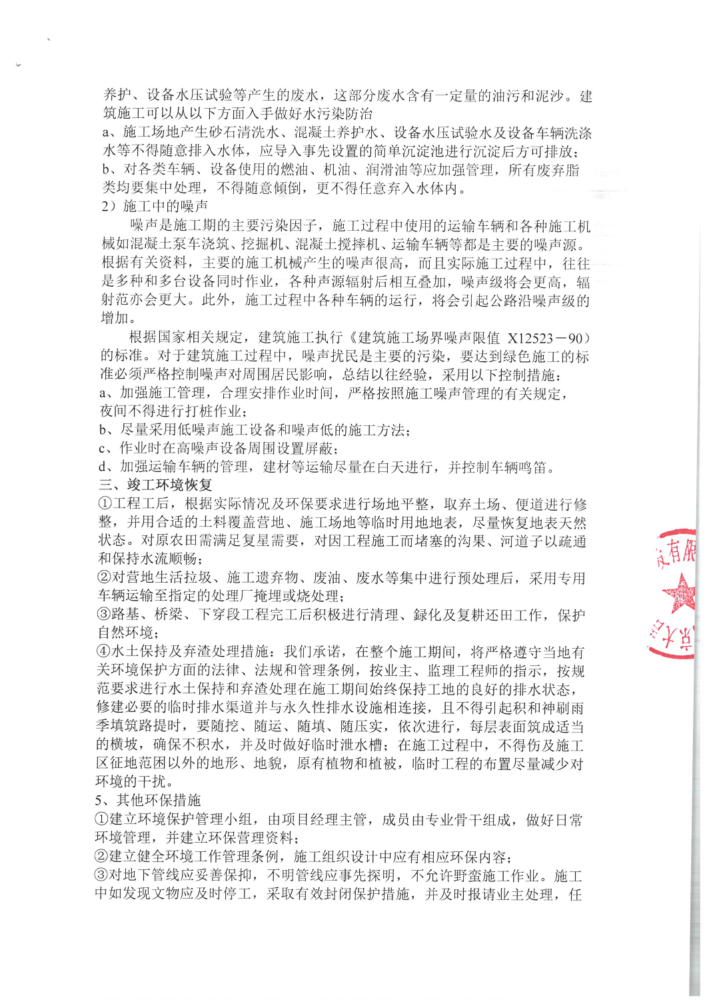 养护、设备水压试验等产生的废水，这部分废水含有一定量的油污和泥沙。建
筑施工可以从以下方面入手做好水污染防治
a、施工场地产生砂石清洗水、混凝土养护水、设备水压试验水及设备车辆洗涤
水等不得随意排入水体，应导入事先设置的简单沉淀池进行沉淀后方可排放；
b、对各类车辆、设备使用的燃油、机油、润滑油等应加强管理，所有废弃脂
类均要集中处理，不得随意傾倒，更不得任意弃入水体内。
2）施工中的噪声
噪声是施工期的主要污染因子，施工过程中使用的运输车辆和各种施工机
械如混凝土泵车浇筑、挖掘机、混凝土搅摔机、运输车辆等都是主要的噪声源。
根据有关资料，主要的施工机械产生的噪声很高，而且实际施工过程中，往往
是多种和多台设备同时作业，各种声源辐射后相互叠加，噪声级将会更高，辐
射范亦会更大。此外，施工过程中各种车辆的运行，将会引起公路沿噪声级的
增加。
根据国家相关规定，建筑施工执行《建筑施工场界噪声限值 X12523－90）
的标准。对于建筑施工过程中，噪声扰民是主要的污染，要达到绿色施工的标
准必须严格控制噪声对周围居民影响，总结以往经验，采用以下控制措施：
a、加强施工管理，合理安排作业时间，严格按照施工噪声管理的有关规定，
夜间不得进行打桩作业；
b、尽量采用低噪声施工设备和噪声低的施工方法；
c、作业时在高噪声设备周围设置屏蔽；
d、加强运输车辆的管理，建材等运输尽量在白天进行，并控制车辆鸣笛。
三、竣工环境恢复
①工程工后，根据实际情况及环保要求进行场地平整，取弃土场、便道进行修
整，并用合适的土料覆盖营地、施工场地等临时用地地表，尽量恢复地表天然
状态。对原农田需满足复星需要，对因工程施工而堵塞的沟果、河道子以疏通
和保持水流顺畅；
②对营地生活拉圾、施工遗弃物、废油、废水等集中进行预处理后，采用专用
车辆运输至指定的处理厂掩埋或烧处理；
③路基、桥梁、下穿段工程完工后积极进行清理、録化及复耕还田工作，保护
自然环境；
④水土保持及弃渣处理措施：我们承诺，在整个施工期间，将严格遵守当地有
关环境保护方面的法律、法规和管理条例，按业主、监理工程师的指示，按规
范要求进行水土保持和弃渣处理在施工期间始终保持工地的良好的排水状态，
修建必要的临时排水渠道并与永久性排水设施相连接，且不得引起积和神刷雨
季填筑路提时，要随挖、随运、随填、随压实，依次进行，每层表面筑成适当
的横坡，确保不积水，并及时做好临时泄水槽；在施工过程中，不得伤及施工
区征地范困以外的地形、地貌，原有植物和植被，临时工程的布置尽量减少对
环境的干扰。
5、其他环保措施
①建立环境保护管理小组，由项目经理主管，成员由专业骨干组成，做好日常
环境管理，并建立环保营理资料；
②建立健全环境工作管理条例，施工组织设计中应有相应环保内容；
③对地下管线应妥善保抑，不明管线应事先探明，不允许野蛮施工作业。施工
中如发现文物应及时停工，采取有效封闭保护措施，并及时报请业主处理，任
有限
京大